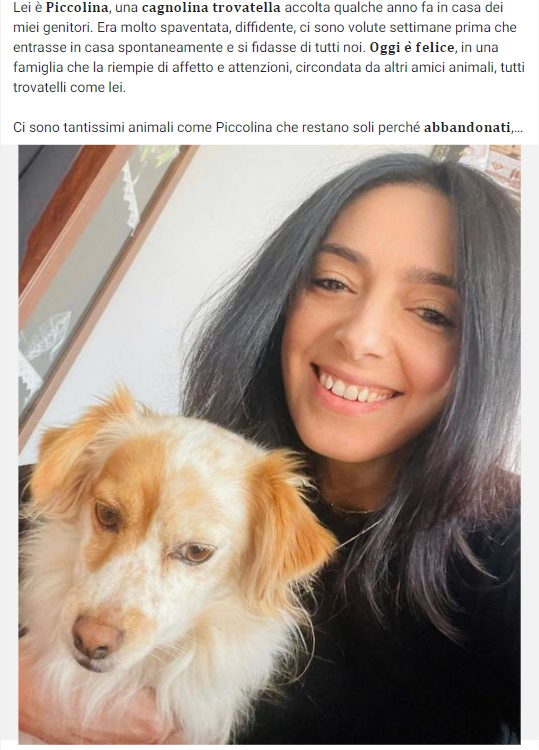 Lei è Piccolina, una cagnolina trovatella accolta qualche anno fa in casa dei
miei genitori. Era molto spaventata, diffidente, ci sono volute settimane prima che
entrasse in casa spontaneamente e si fidasse di tutti noi. Oggi è felice, in una
famiglia che la riempie di affetto e attenzioni, circondata da altri amici animali, tutti
trovatelli come lei.
Ci sono tantissimi animali come Piccolina che restano soli perché abbandonati,...